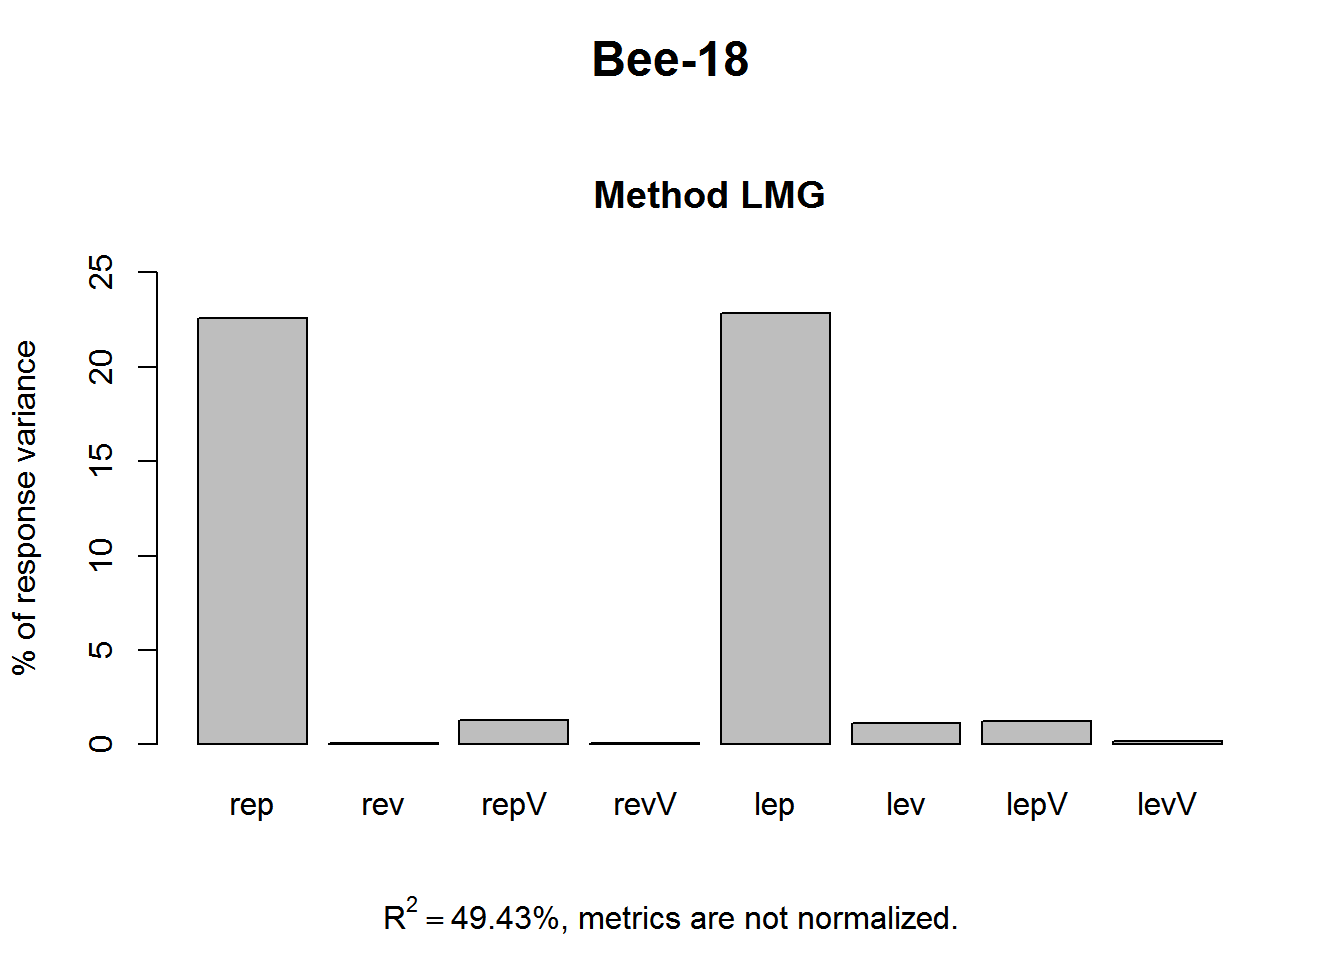 Bee-18
Method LMG
% of response variance
25
20
15
10
5
0
rep rev repV revV lep lev lepV levV
R² = 49.43%, metrics are not normalized.